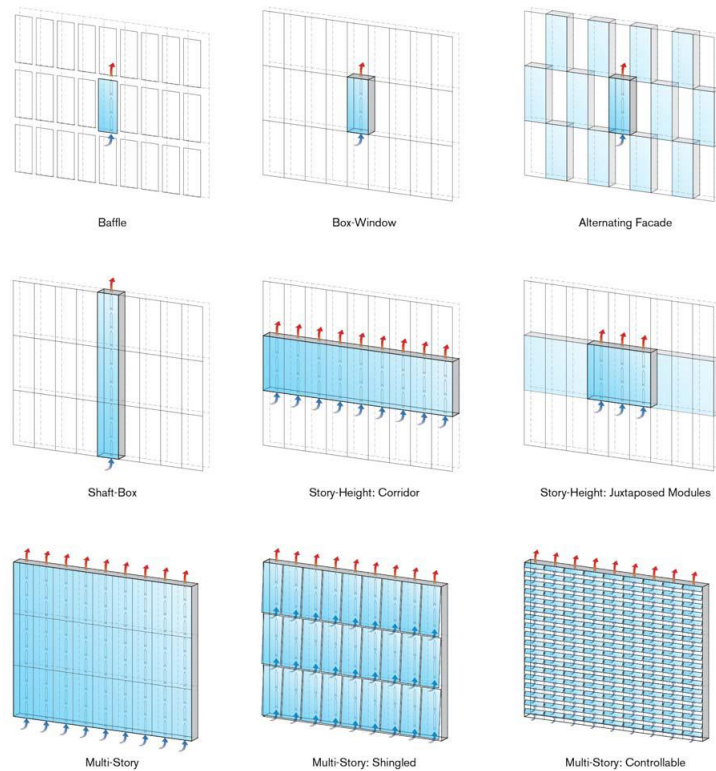 Baffle
Box-Window
Alternating Facade
Shaft-Box
Story-Height: Corridor
Story-Height: Juxtaposed Modules
Multi-Story
Multi-Story: Shingled
Multi-Story: Controllable